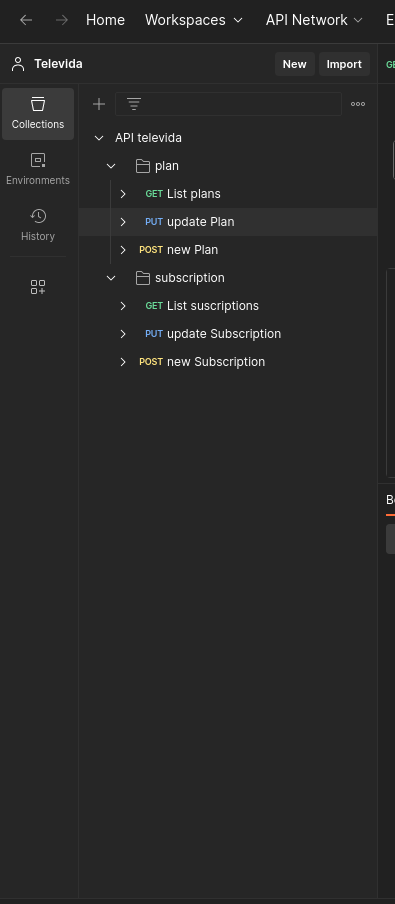 Home Workspaces API Network E
Televida New Import GE
Collections
Environments
History
API televida
plan
GET List plans
PUT update Plan
POST new Plan
subscription
GET List suscriptions
PUT update Subscription
POST new Subscription